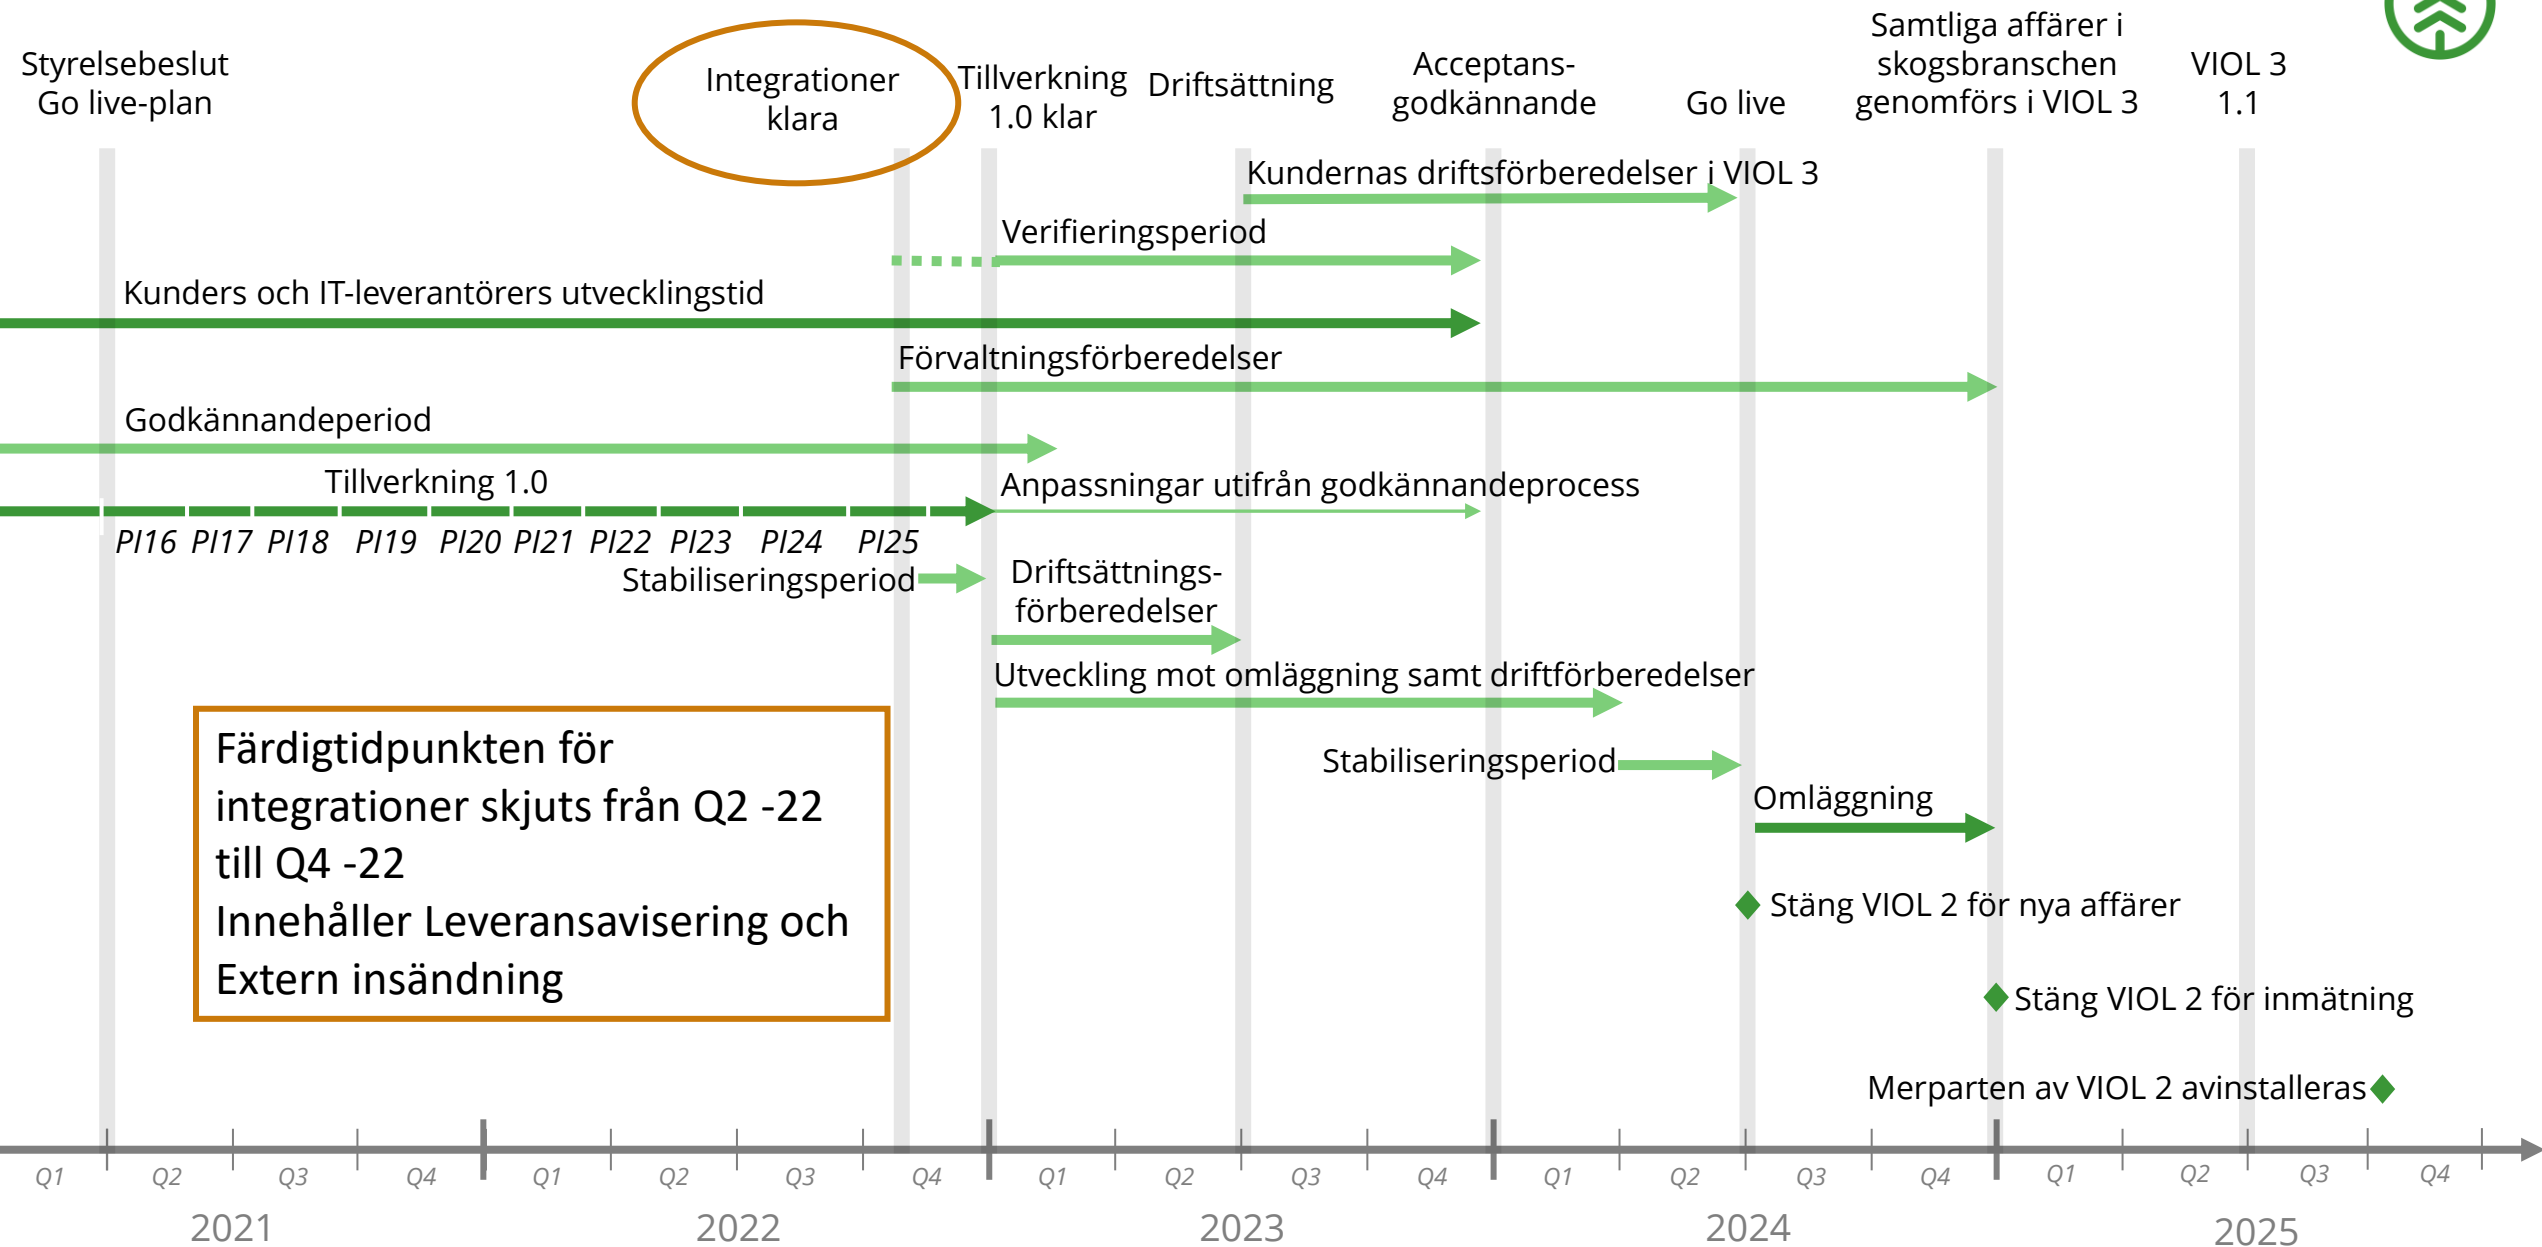 Styrelsebeslut
Go live-plan
Integrationer
klara
Tillverkning
1.0 klar
Driftsättning
Acceptans-
godkännande
Go live
Samtliga affärer i
skogsbranschen
genomförs i VIOL 3
VIOL 3
1.1
Kundernas driftsförberedelser i VIOL 3
Verifieringsperiod
Kunders och IT-leverantörers utvecklingstid
Förvaltningsförberedelser
Godkännandeperiod
Tillverkning 1.0
Anpassningar utifrån godkännandeprocess
PI16 PI17 PI18 PI19 PI20 PI21 PI22 PI23 PI24 PI25
Stabiliseringsperiod
Driftsättnings-
förberedelser
Utveckling mot omläggning samt driftförberedelser
Stabiliseringsperiod
Omläggning
Färdigtidpunkten för
integrationer skjuts från Q2 -22
till Q4 -22
Innehåller Leveransavisering och
Extern insändning
Stäng VIOL 2 för nya affärer
Stäng VIOL 2 för inmätning
Merparten av VIOL 2 avinstalleras
Q1 Q2 Q3 Q4 Q1 Q2 Q3 Q4 Q1 Q2 Q3 Q4 Q1 Q2 Q3 Q4 Q1 Q2 Q3 Q4
2021 2022 2023 2024 2025